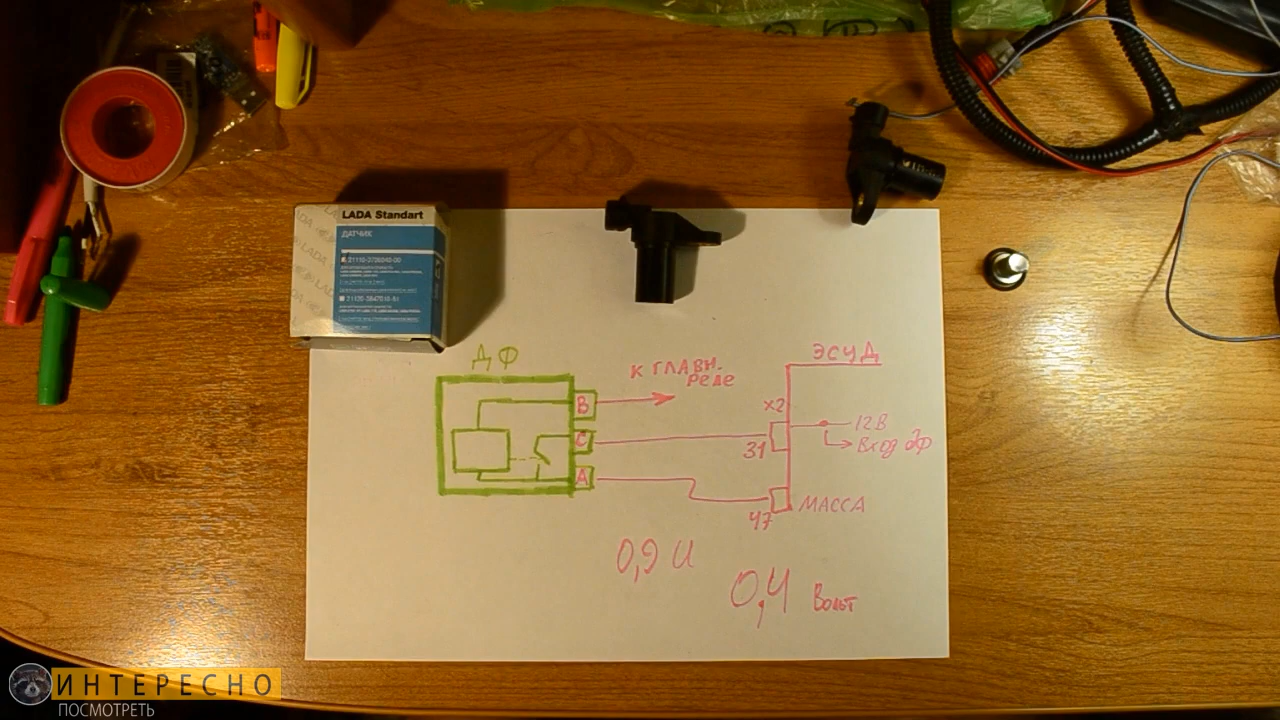 LADA Standart
ДАТЧИК
ДФ
К ГЛАВН.
РЕЛЕ
ЭСУД
B
C
A
X2
31
47
12В
Вход дф
МАССА
0,9 U
0,4 Вольт
ИНТЕРЕСНО
ПОСМОТРЕТЬ